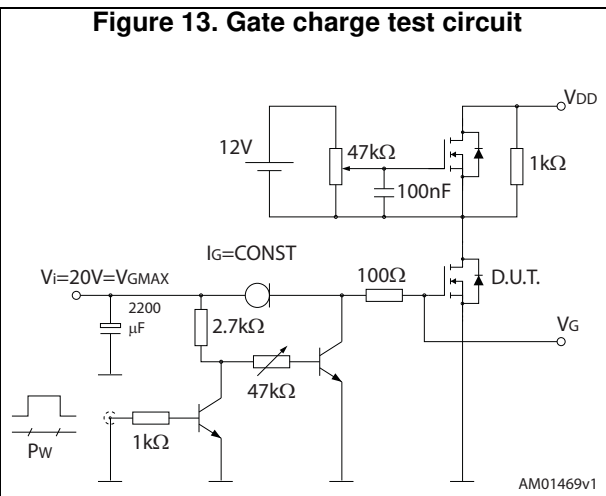 Figure 13. Gate charge test circuit
VDD
12V
47kΩ
1kΩ
100nF
IG=CONST
Vi=20V=VGMAX
100Ω
D.U.T.
2200
μF
2.7kΩ
VG
47kΩ
1kΩ
PW
AM01469v1